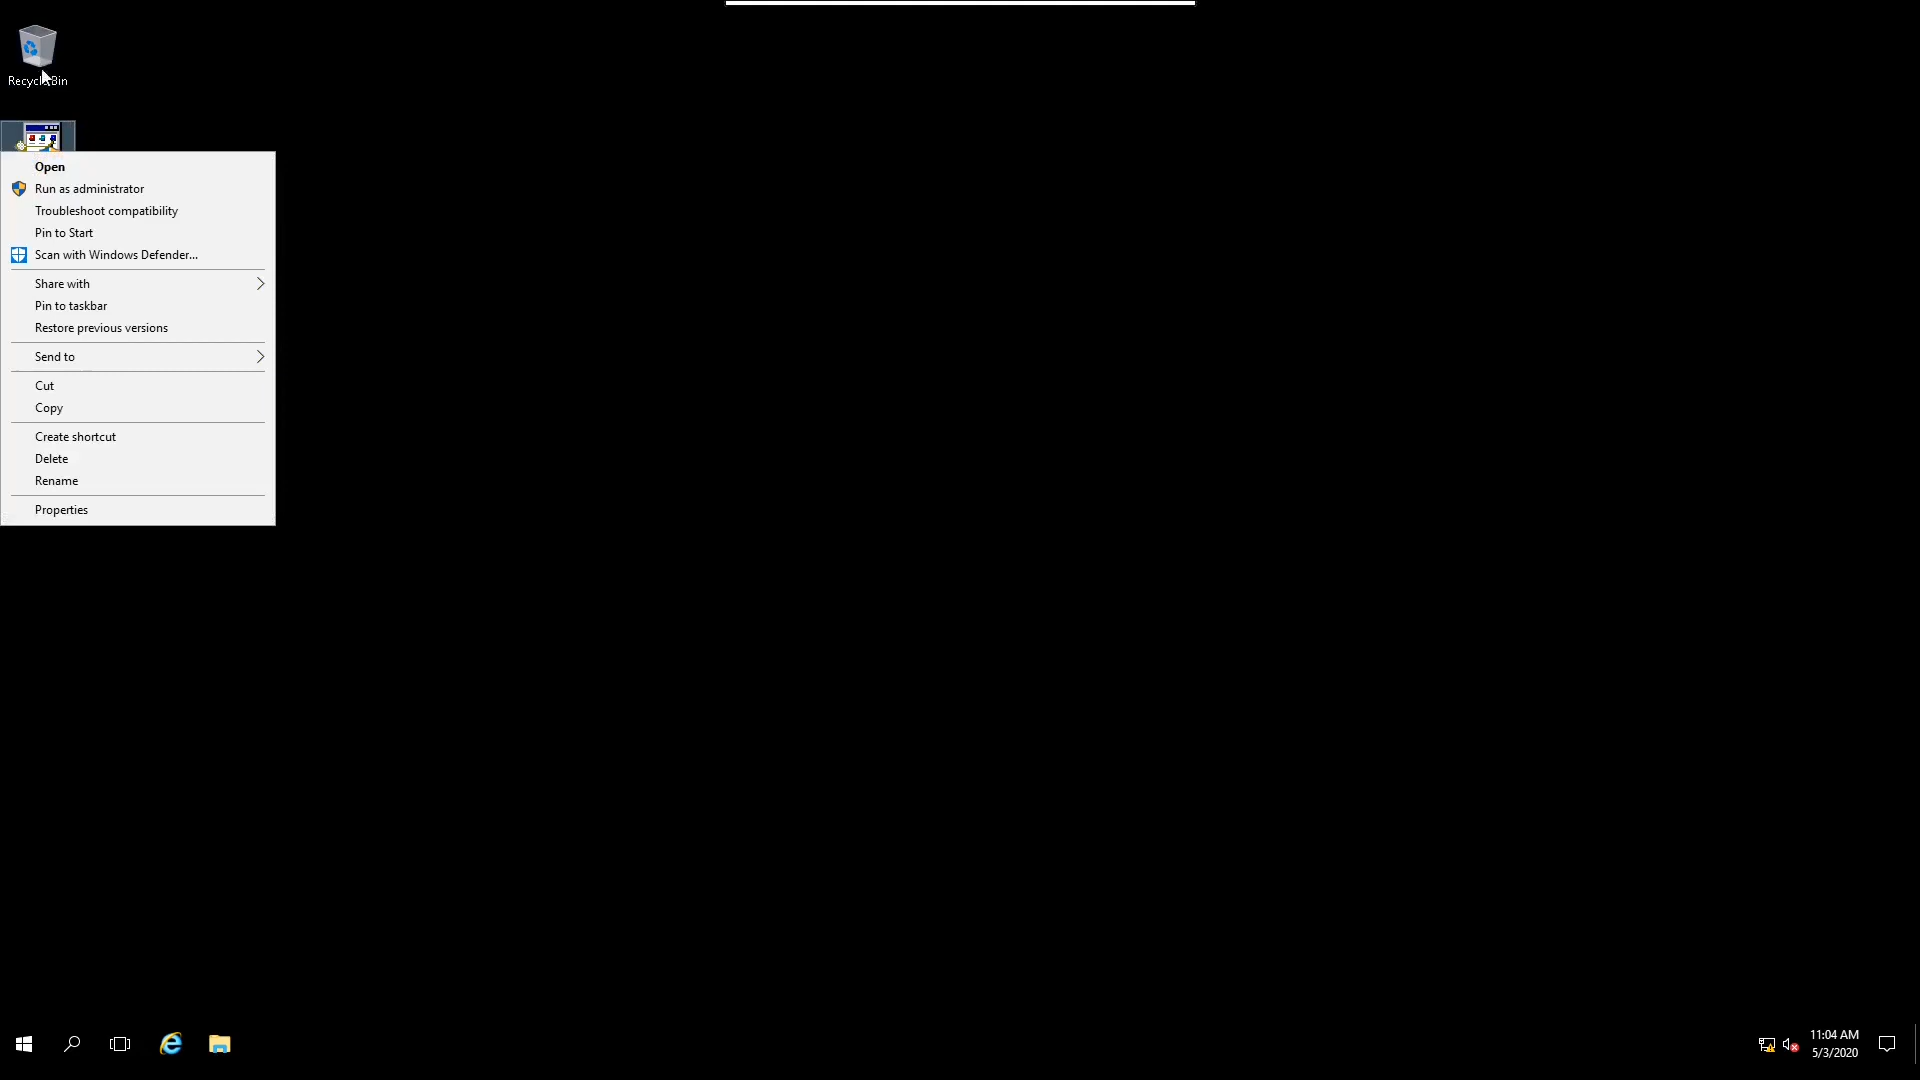 Recycle Bin
Open
Run as administrator
Troubleshoot compatibility
Pin to Start
Scan with Windows Defender...
Share with
Pin to taskbar
Restore previous versions
Send to
Cut
Copy
Create shortcut
Delete
Rename
Properties
11:04 AM
5/3/2020